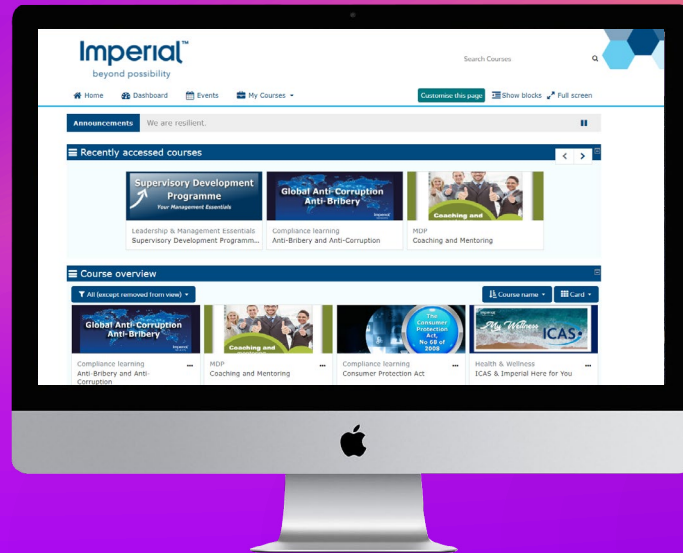 Imperial™
beyond possibility
Search Courses
Home Dashboard Events My Courses
Customise this page Show blocks Full screen
Announcements We are resilient.
Recently accessed courses
Supervisory Development
Programme
Your Management Essentials
Leadership & Management Essentials
Supervisory Development Programm...
Global Anti-Corruption
Anti-Bribery
Compliance learning
Anti-Bribery and Anti-Corruption
Coaching and
MDP
Coaching and Mentoring
Course overview
All (except removed from view)
Course name
Card
Global Anti-Corruption
Anti-Bribery
Compliance learning
...
Anti-Bribery and Anti-
Corruption
Coaching and
MDP
...
Coaching and Mentoring
The
Consumer
Protection
Act,
No 68 of
2008
Compliance learning
...
Consumer Protection Act
My Wellness
ICAS
Health & Wellness
...
ICAS & Imperial Here for You